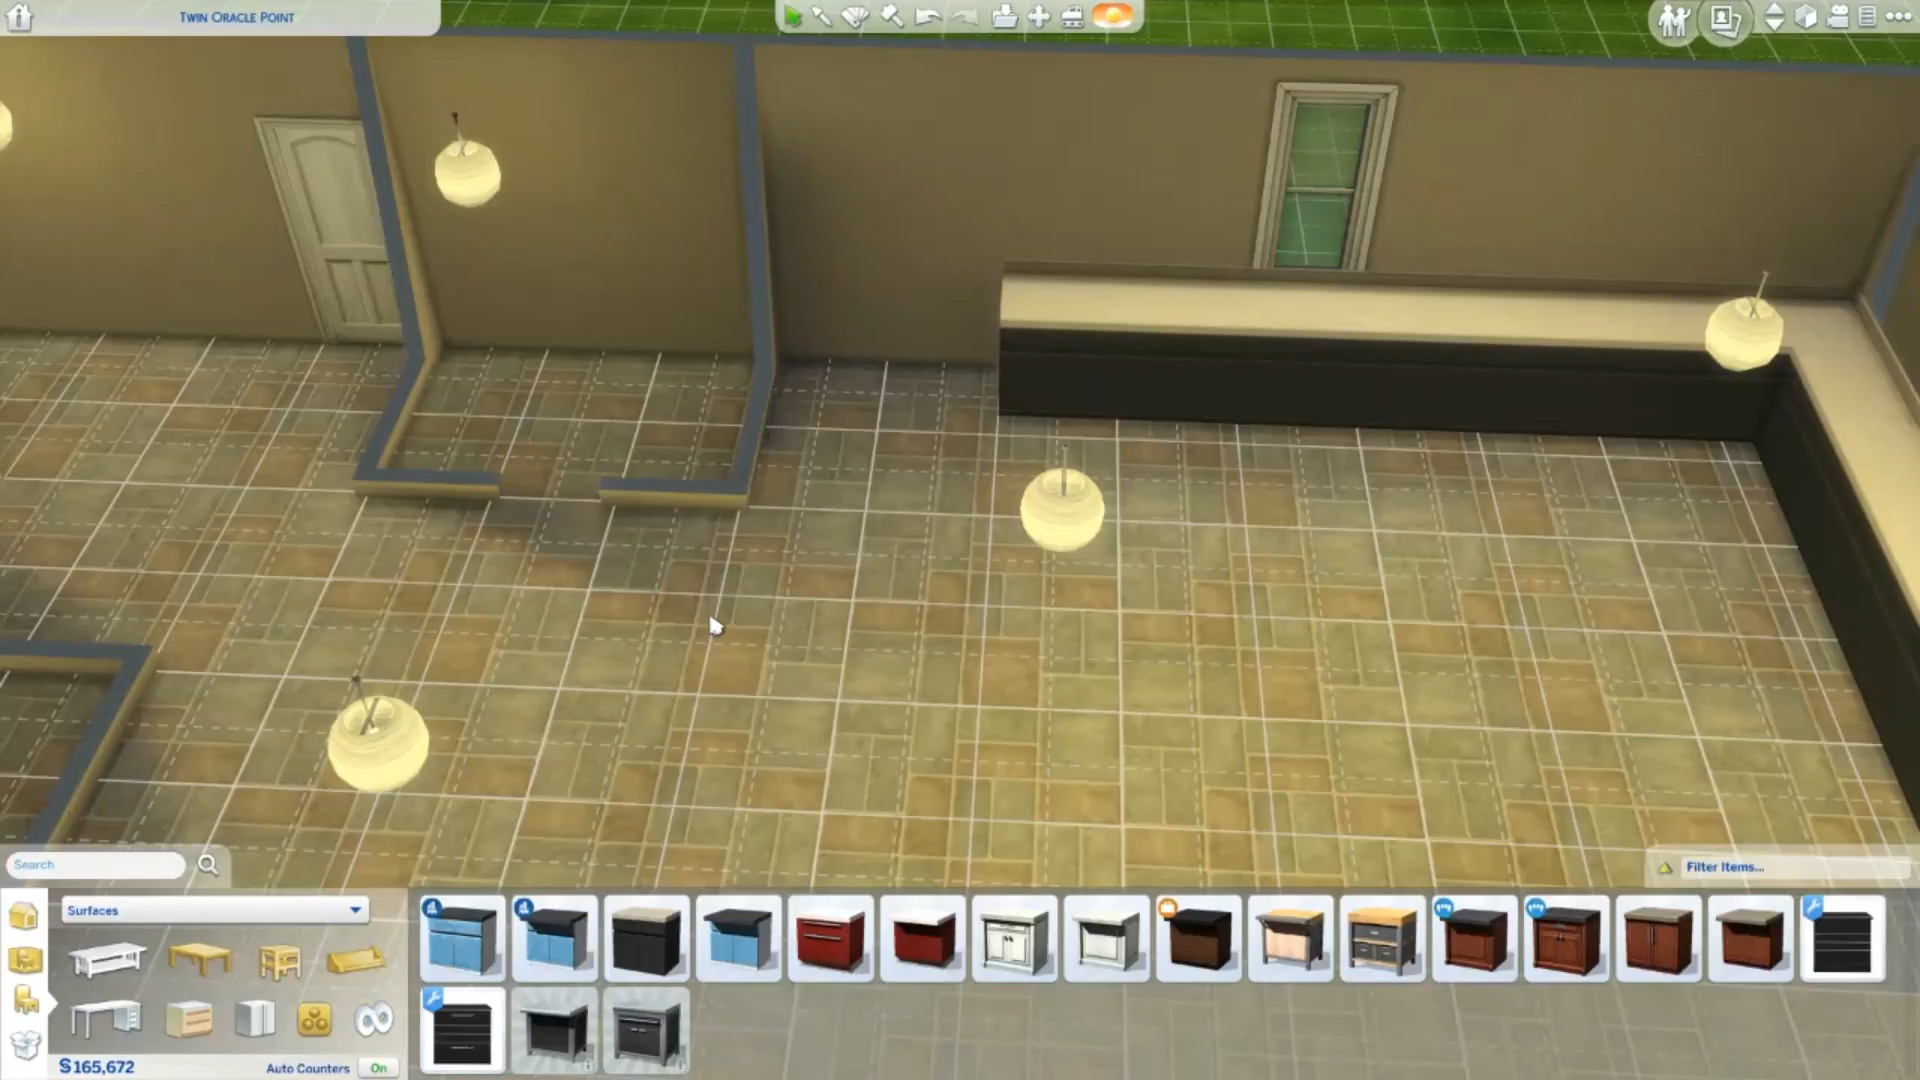 Twin Oracle Point
Search
Filter Items...
Surfaces
§165,672
Auto Counters On